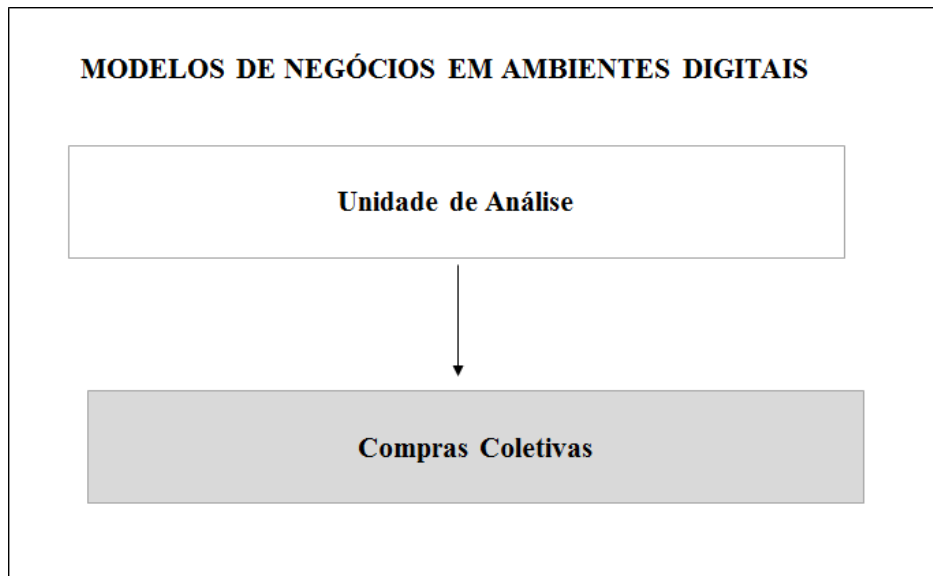 MODELOS DE NEGÓCIOS EM AMBIENTES DIGITAIS
Unidade de Análise
Compras Coletivas